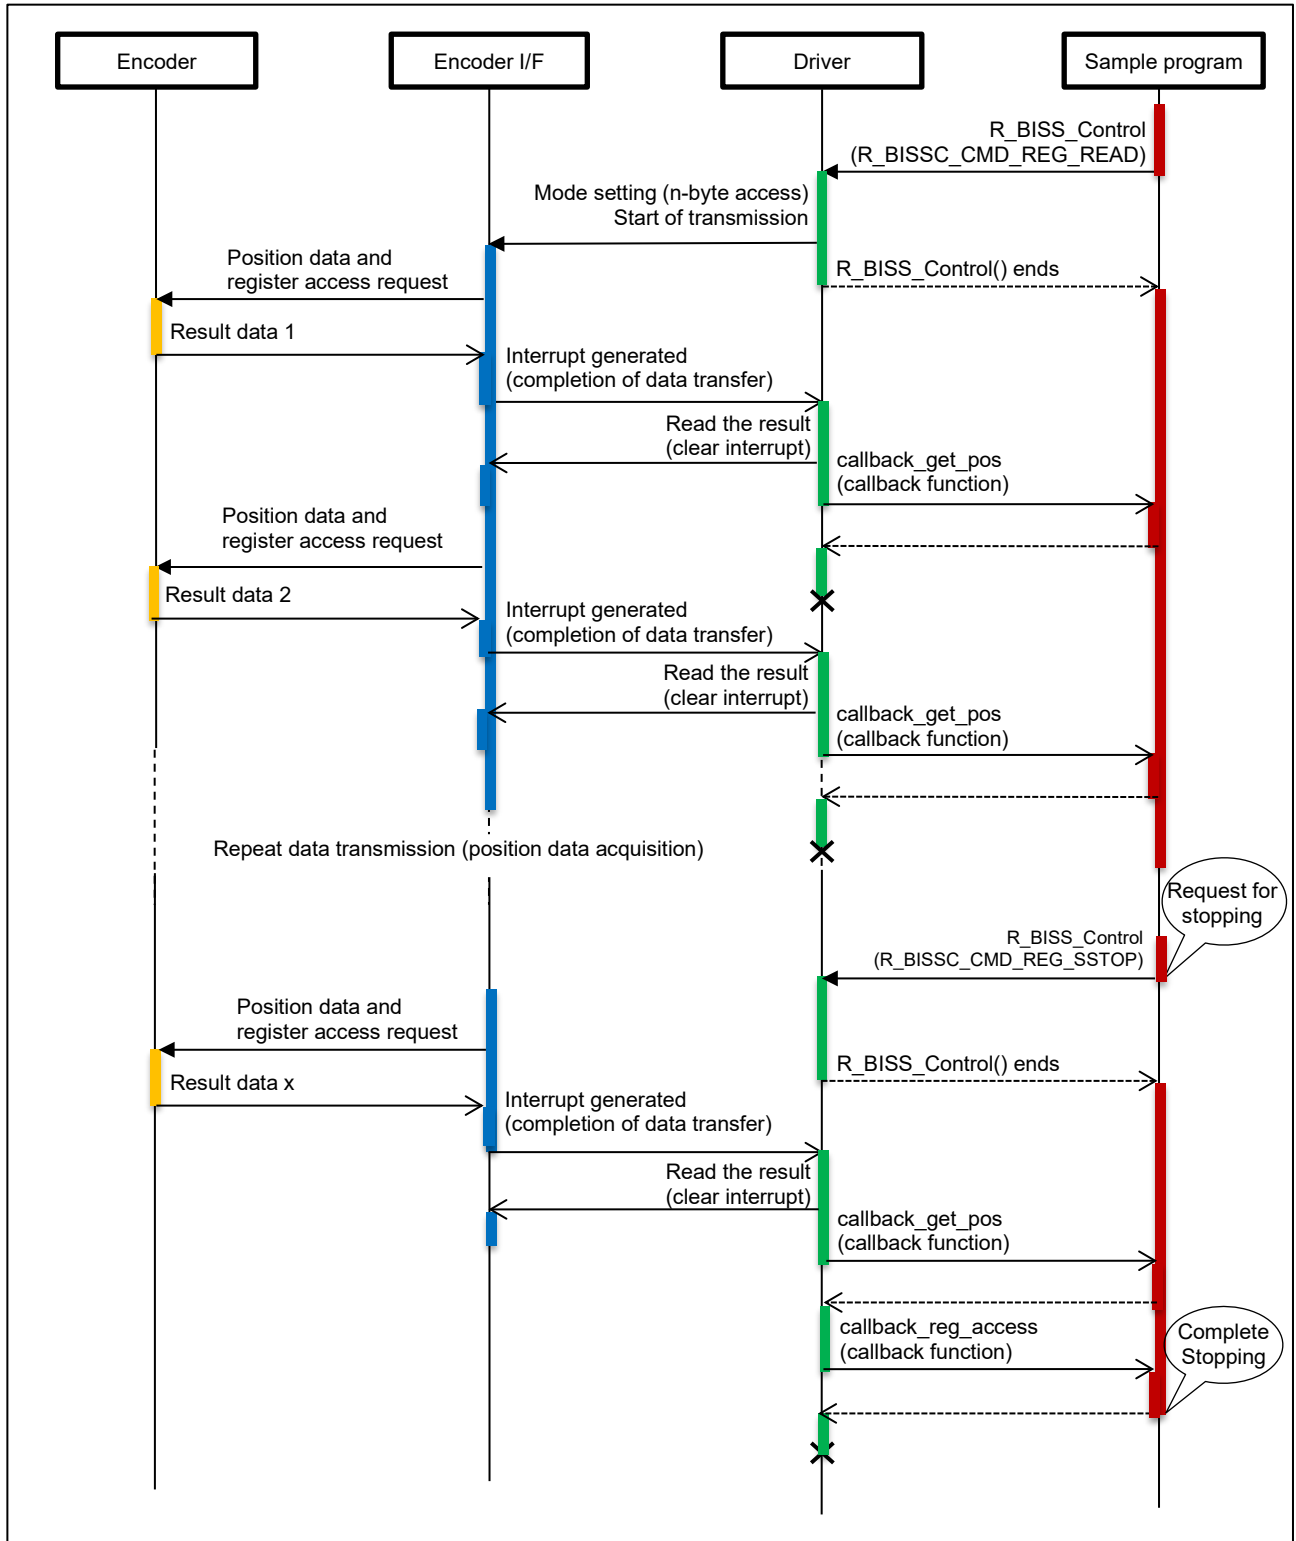 Encoder
Encoder I/F
Driver
Sample program
R_BISS_Control
(R_BISSC_CMD_REG_READ)
Mode setting (n-byte access)
Start of transmission
Position data and
register access request
R_BISS_Control() ends
Result data 1
Interrupt generated
(completion of data transfer)
Read the result
(clear interrupt)
callback_get_pos
(callback function)
Position data and
register access request
Result data 2
Interrupt generated
(completion of data transfer)
Read the result
(clear interrupt)
callback_get_pos
(callback function)
Repeat data transmission (position data acquisition)
Request for
stopping
R_BISS_Control
(R_BISSC_CMD_REG_SSTOP)
Position data and
register access request
R_BISS_Control() ends
Result data x
Interrupt generated
(completion of data transfer)
Read the result
(clear interrupt)
callback_get_pos
(callback function)
callback_reg_access
(callback function)
Complete
Stopping